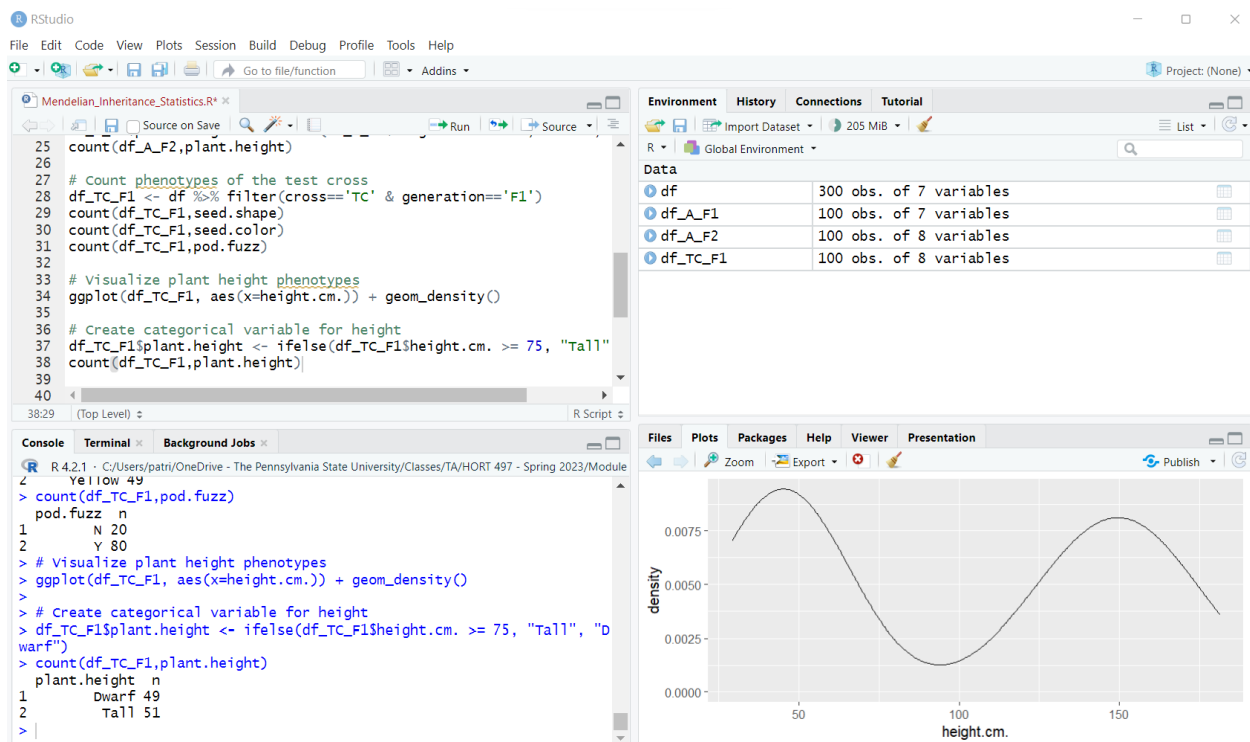 RStudio
File Edit Code View Plots Session Build Debug Profile Tools Help
Go to file/function
Addins
Project: (None)
Mendelian_Inheritance_Statistics.R*
Source on Save
Run
Source
25 count(df_A_F2,plant.height)
26
27 # Count phenotypes of the test cross
28 df_TC_F1 <- df %>% filter(cross=='TC' & generation=='F1')
29 count(df_TC_F1,seed.shape)
30 count(df_TC_F1,seed.color)
31 count(df_TC_F1,pod.fuzz)
32
33 # Visualize plant height phenotypes
34 ggplot(df_TC_F1, aes(x=height.cm.)) + geom_density()
35
36 # Create categorical variable for height
37 df_TC_F1$plant.height <- ifelse(df_TC_F1$height.cm. >= 75, "Tall"
38 count(df_TC_F1,plant.height)
39
40
38:29 (Top Level) R Script
Console Terminal Background Jobs
R 4.2.1 · C:/Users/patri/OneDrive - The Pennsylvania State University/Classes/TA/HORT 497 - Spring 2023/Module
2 Yellow 49
> count(df_TC_F1,pod.fuzz)
pod.fuzz n
1 N 20
2 Y 80
> # Visualize plant height phenotypes
> ggplot(df_TC_F1, aes(x=height.cm.)) + geom_density()
>
> # Create categorical variable for height
> df_TC_F1$plant.height <- ifelse(df_TC_F1$height.cm. >= 75, "Tall", "D
warf")
> count(df_TC_F1,plant.height)
plant.height n
1 Dwarf 49
2 Tall 51
>
Environment History Connections Tutorial
Import Dataset 205 MiB List
R Global Environment
Data
df 300 obs. of 7 variables
df_A_F1 100 obs. of 7 variables
df_A_F2 100 obs. of 8 variables
df_TC_F1 100 obs. of 8 variables
Files Plots Packages Help Viewer Presentation
Zoom Export Publish
0.0075
0.0050
0.0025
0.0000
density
50 100 150
height.cm.